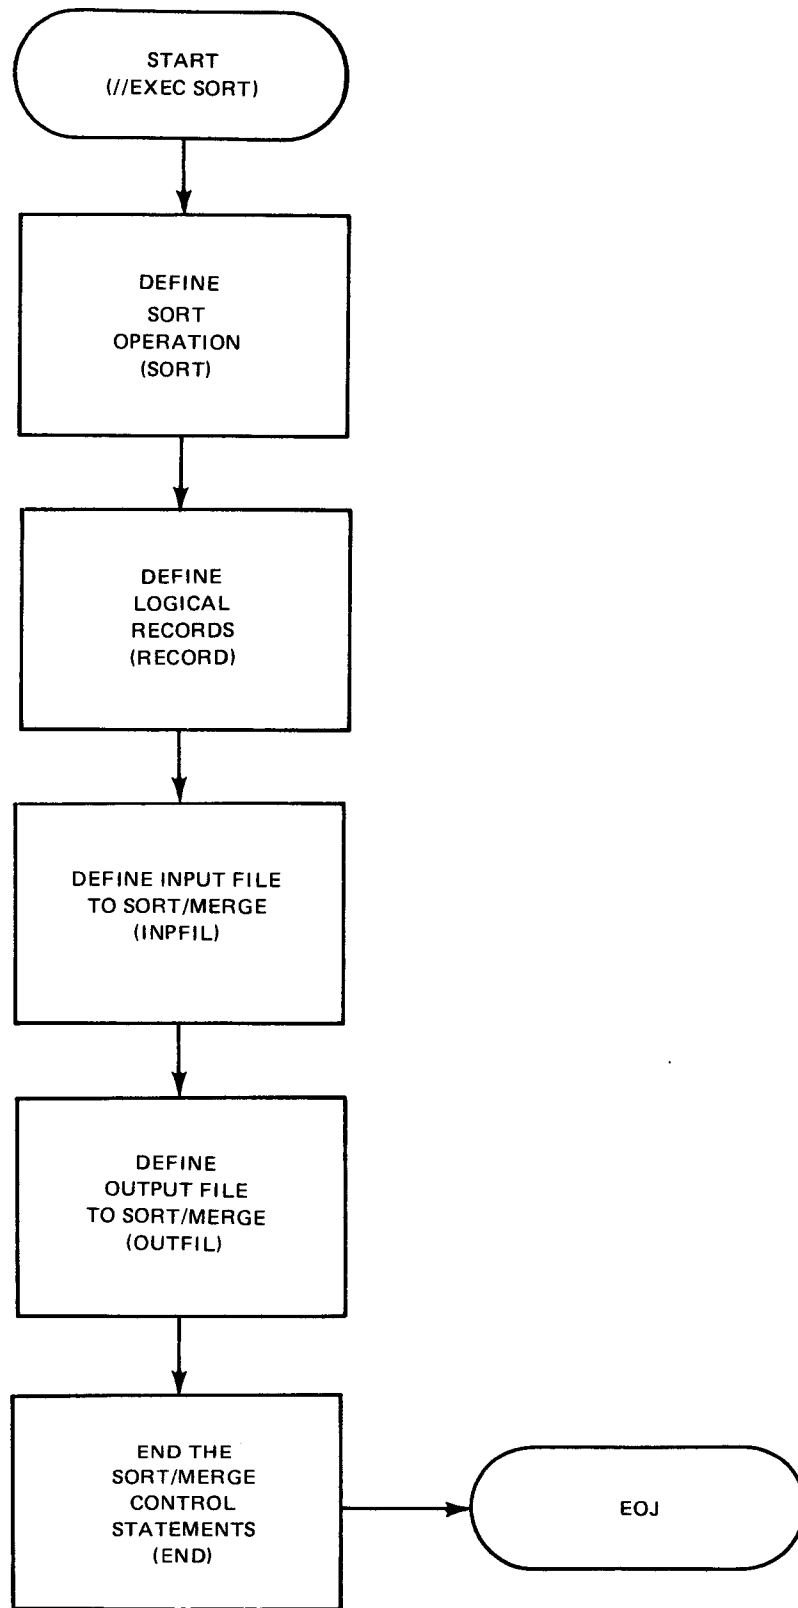 START
(//EXEC SORT)
DEFINE
SORT
OPERATION
(SORT)
DEFINE
LOGICAL
RECORDS
(RECORD)
DEFINE INPUT FILE
TO SORT/MERGE
(INPFIL)
DEFINE
OUTPUT FILE
TO SORT/MERGE
(OUTFIL)
END THE
SORT/MERGE
CONTROL
STATEMENTS
(END)
EOJ